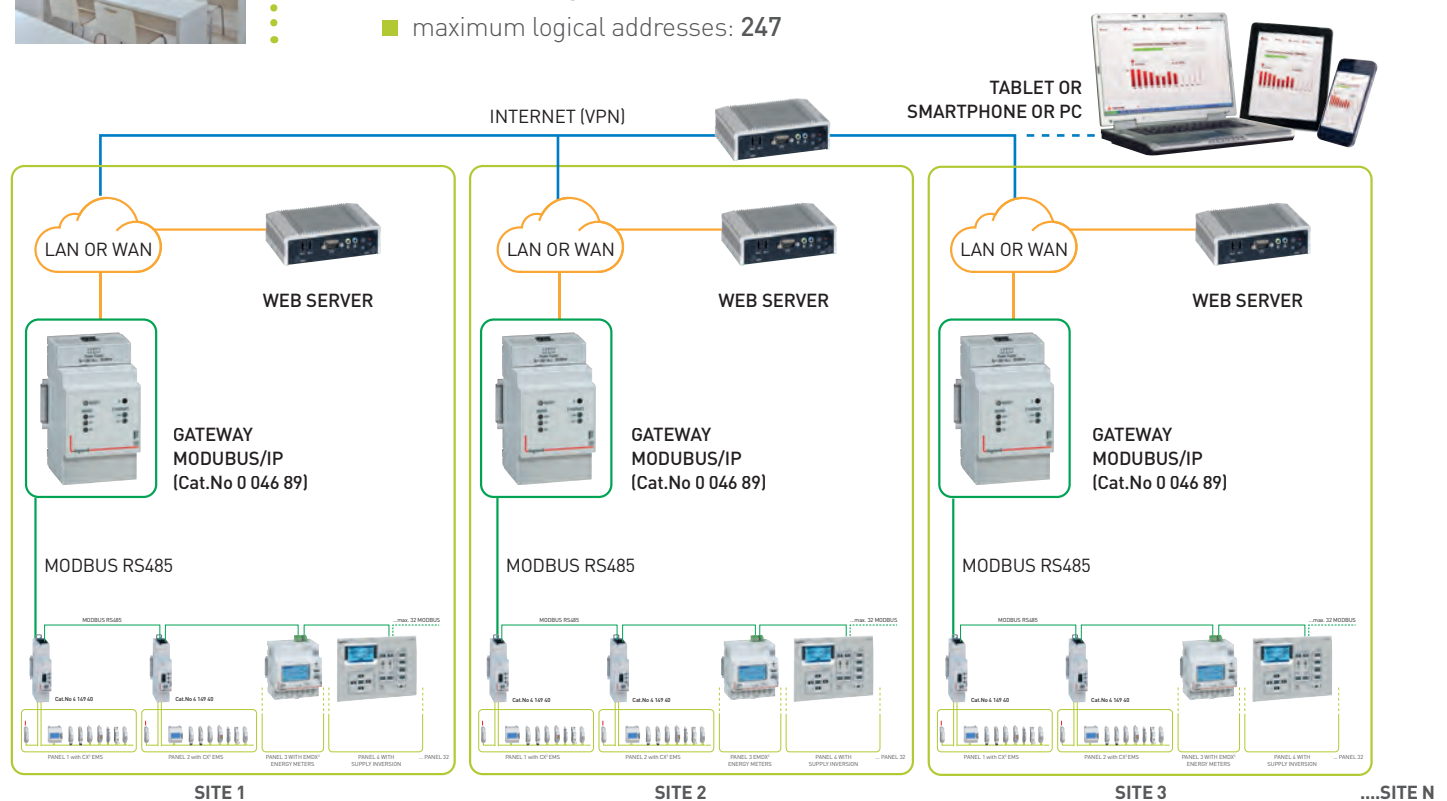 maximum logical addresses: 247
TABLET OR
SMARTPHONE OR PC
INTERNET (VPN)
LAN OR WAN
WEB SERVER
GATEWAY
MODUBUS/IP
(Cat.No 0 046 89)
MODBUS RS485
MODBUS RS485
...max. 32 MODBUS
Cat.No 4 149 40
Cat.No 4 149 40
PANEL 1 with CX³ EMS
PANEL 2 with CX³ EMS
PANEL 3 WITH EMDX³
ENERGY METERS
PANEL 4 WITH
SUPPLY INVERSION
... PANEL 32
SITE 1
LAN OR WAN
WEB SERVER
GATEWAY
MODUBUS/IP
(Cat.No 0 046 89)
MODBUS RS485
MODBUS RS485
...max. 32 MODBUS
Cat.No 4 149 40
Cat.No 4 149 40
PANEL 1 with CX³ EMS
PANEL 2 with CX³ EMS
PANEL 3 WITH EMDX³
ENERGY METERS
PANEL 4 WITH
SUPPLY INVERSION
... PANEL 32
SITE 2
LAN OR WAN
WEB SERVER
GATEWAY
MODUBUS/IP
(Cat.No 0 046 89)
MODBUS RS485
MODBUS RS485
...max. 32 MODBUS
Cat.No 4 149 40
Cat.No 4 149 40
PANEL 1 with CX³ EMS
PANEL 2 with CX³ EMS
PANEL 3 WITH EMDX³
ENERGY METERS
PANEL 4 WITH
SUPPLY INVERSION
... PANEL 32
SITE 3
....SITE N